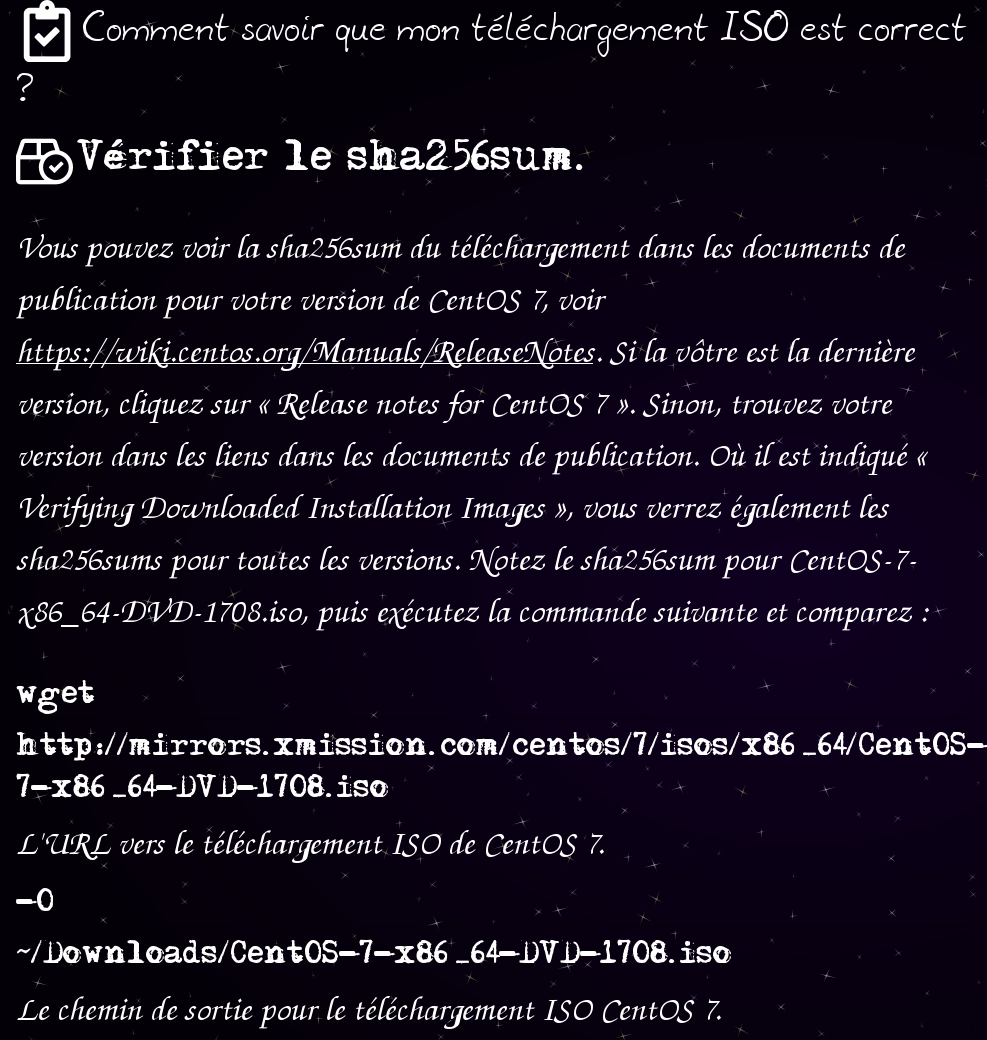 Comment savoir que mon téléchargement ISO est correct
?
Vérifier le sha256sum.
Vous pouvez voir la sha256sum du téléchargement dans les documents de
publication pour votre version de CentOS 7, voir
https://wiki.centos.org/Manuals/ReleaseNotes. Si la vôtre est la dernière
version, cliquez sur « Release notes for CentOS 7 ». Sinon, trouvez votre
version dans les liens dans les documents de publication. Où il est indiqué «
Verifying Downloaded Installation Images », vous verrez également les
sha256sums pour toutes les versions. Notez le sha256sum pour CentOS-7-
x86_64-DVD-1708.iso, puis exécutez la commande suivante et comparez :
wget
http://mirrors.xmission.com/centos/7/isos/x86_64/CentOS-
7-x86_64-DVD-1708.iso
L'URL vers le téléchargement ISO de CentOS 7.
-O
~/Downloads/CentOS-7-x86_64-DVD-1708.iso
Le chemin de sortie pour le téléchargement ISO CentOS 7.